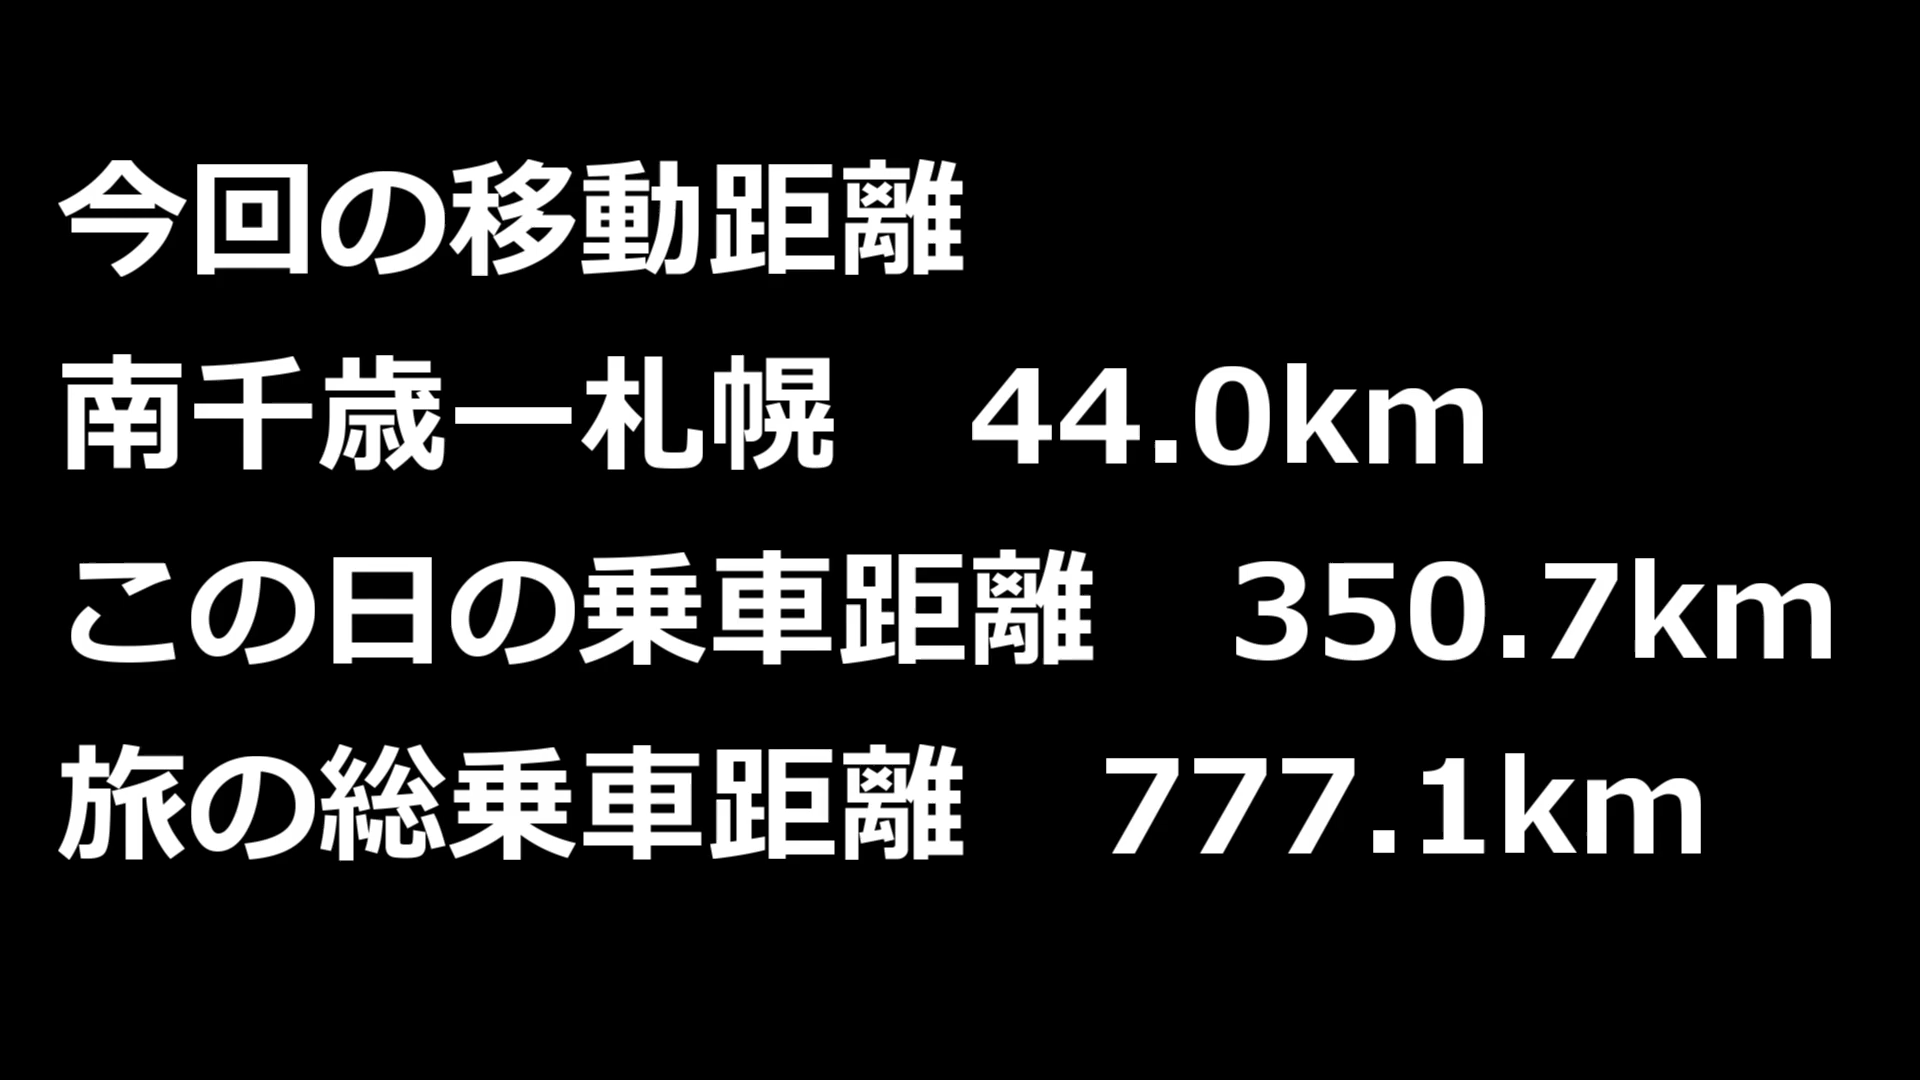 今回の移動距離
南千歳―札幌　44.0km
この日の乗車距離　350.7km
旅の総乗車距離　777.1km